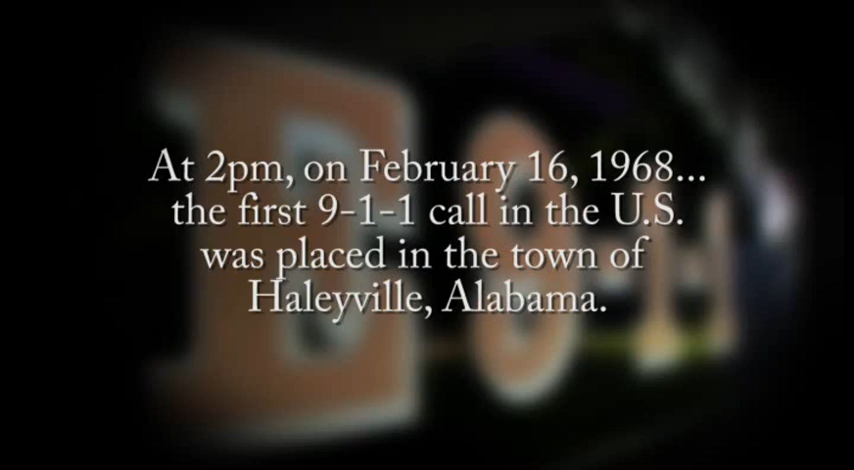 At 2pm, on February 16, 1968...
the first 9-1-1 call in the U.S.
was placed in the town of
Haleyville, Alabama.